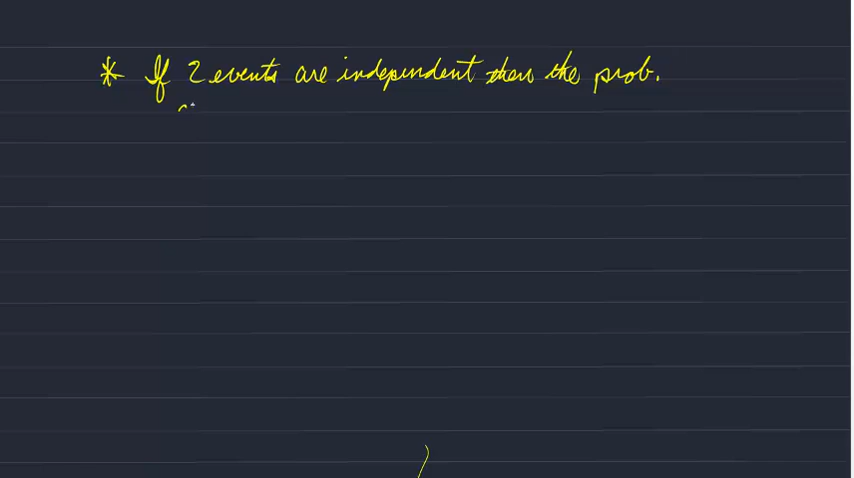 * If 2 events are independent then the prob.